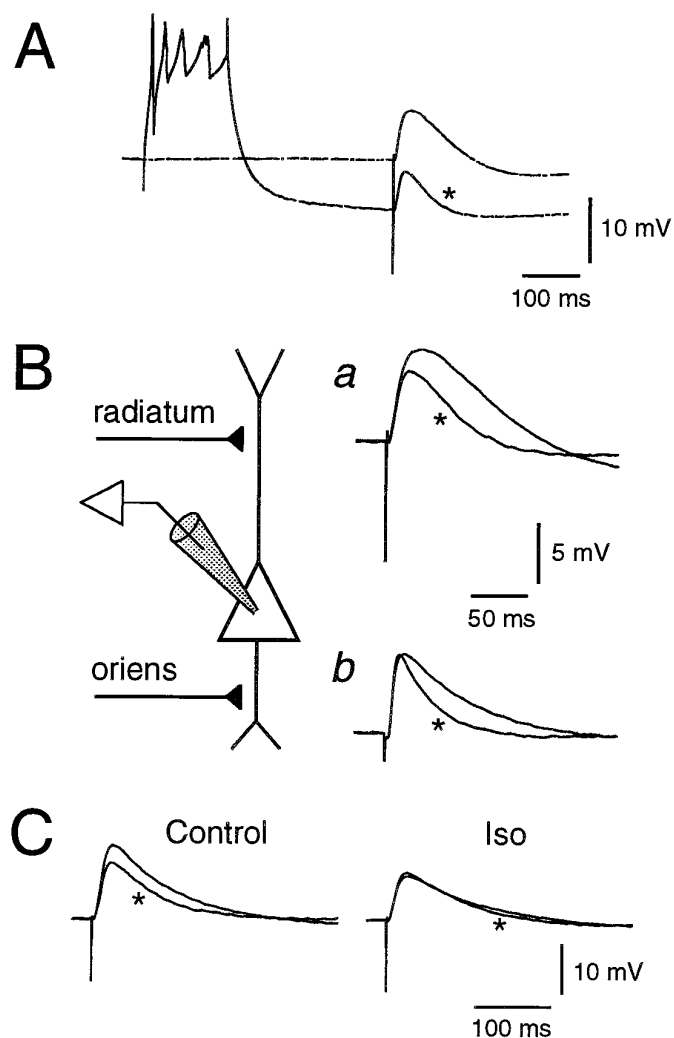 A
*
10 mV
100 ms
B
a
radiatum
*
5 mV
50 ms
oriens
b
*
C
Control
Iso
*
*
10 mV
100 ms